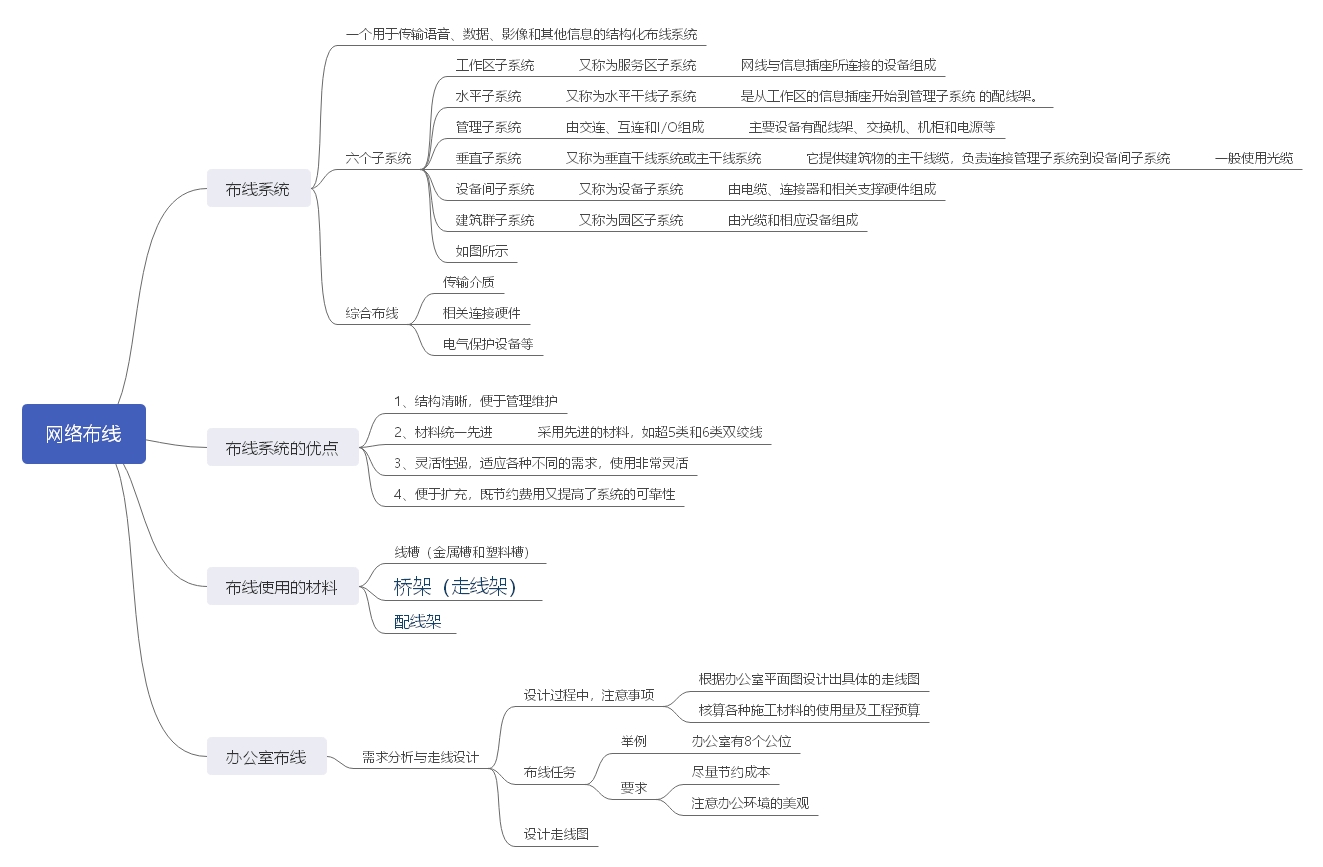 一个用于传输语音、数据、影像和其他信息的结构化布线系统
工作区子系统 又称为服务区子系统 网线与信息插座所连接的设备组成
水平子系统 又称为水平干线子系统 是从工作区的信息插座开始到管理子系统 的配线架。
管理子系统 由交连、互连和I/O组成 主要设备有配线架、交换机、机柜和电源等
六个子系统
垂直子系统 又称为垂直干线系统或主干线系统 它提供建筑物的主干线缆，负责连接管理子系统到设备间子系统 一般使用光缆
布线系统
设备间子系统 又称为设备子系统 由电缆、连接器和相关支撑硬件组成
建筑群子系统 又称为园区子系统 由光缆和相应设备组成
如图所示
传输介质
综合布线
相关连接硬件
电气保护设备等
网络布线
布线系统的优点
1、结构清晰，便于管理维护
2、材料统一先进 采用先进的材料，如超5类和6类双绞线
3、灵活性强，适应各种不同的需求，使用非常灵活
4、便于扩充，既节约费用又提高了系统的可靠性
布线使用的材料
线槽（金属槽和塑料槽）
桥架（走线架）
配线架
办公室布线
需求分析与走线设计
设计过程中，注意事项
根据办公室平面图设计出具体的走线图
核算各种施工材料的使用量及工程预算
布线任务
举例 办公室有8个公位
要求
尽量节约成本
注意办公环境的美观
设计走线图